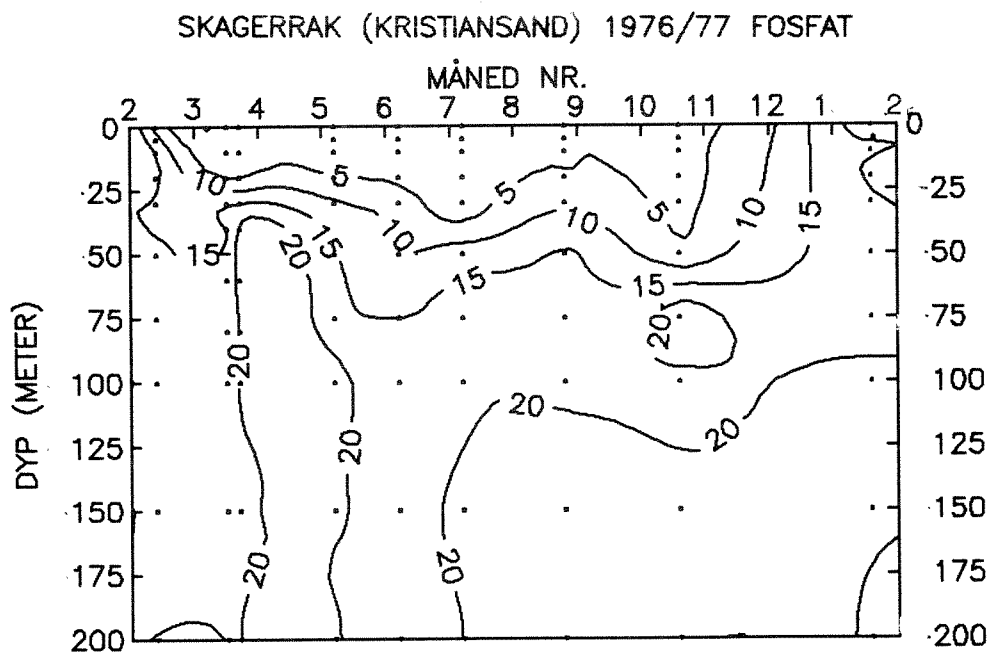 SKAGERRAK (KRISTIANSAND) 1976/77 FOSFAT
MÅNED NR.
2 3 4 5 6 7 8 9 10 11 12 1 2
0 0
25 25
50 50
75 75
100 100
125 125
150 150
175 175
200 200
DYP (METER)
10 5 5 5 10 15
10 10
15 20 15 15 15
20
20 20 20
20
20 20